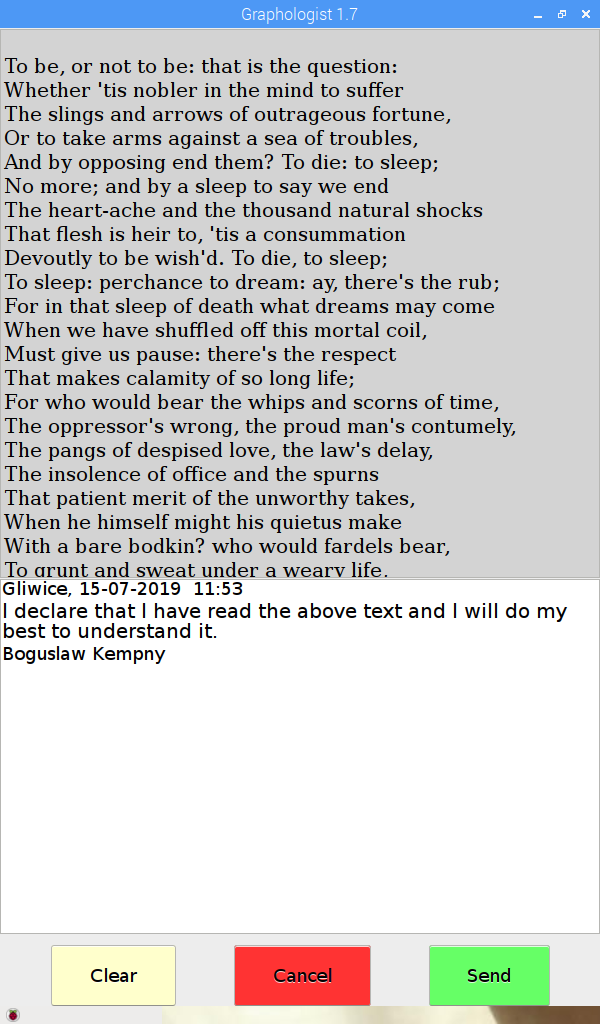 Graphologist 1.7
To be, or not to be: that is the question:
Whether 'tis nobler in the mind to suffer
The slings and arrows of outrageous fortune,
Or to take arms against a sea of troubles,
And by opposing end them? To die: to sleep;
No more; and by a sleep to say we end
The heart-ache and the thousand natural shocks
That flesh is heir to, 'tis a consummation
Devoutly to be wish'd. To die, to sleep;
To sleep: perchance to dream: ay, there's the rub;
For in that sleep of death what dreams may come
When we have shuffled off this mortal coil,
Must give us pause: there's the respect
That makes calamity of so long life;
For who would bear the whips and scorns of time,
The oppressor's wrong, the proud man's contumely,
The pangs of despised love, the law's delay,
The insolence of office and the spurns
That patient merit of the unworthy takes,
When he himself might his quietus make
With a bare bodkin? who would fardels bear,
To grunt and sweat under a weary life,
Gliwice, 15-07-2019 11:53
I declare that I have read the above text and I will do my
best to understand it.
Boguslaw Kempny
Clear
Cancel
Send